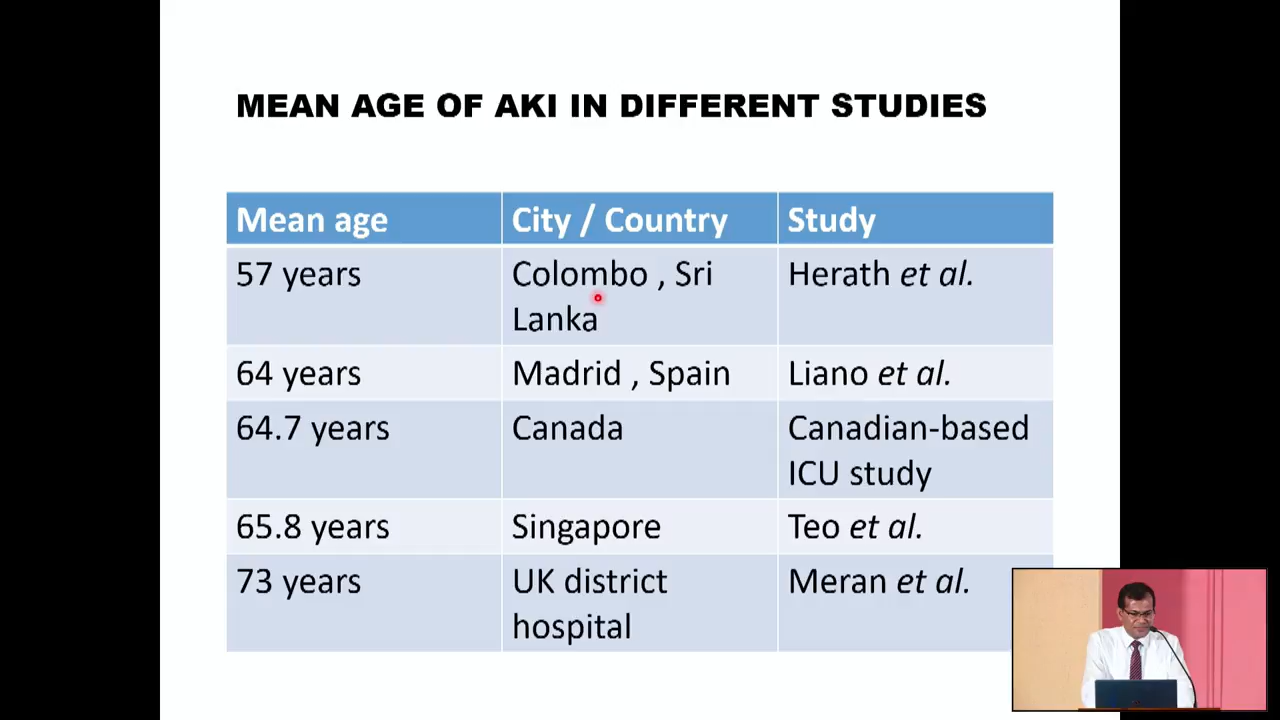 MEAN AGE OF AKI IN DIFFERENT STUDIES
Mean age City / Country Study
57 years Colombo , Sri Lanka Herath et al.
64 years Madrid , Spain Liano et al.
64.7 years Canada Canadian-based ICU study
65.8 years Singapore Teo et al.
73 years UK district hospital Meran et al.